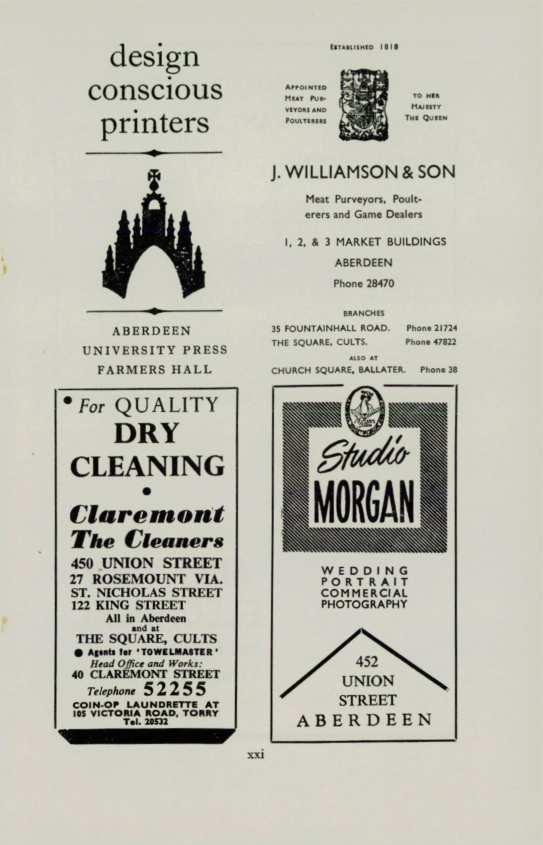 design
conscious
printers
ABERDEEN
UNIVERSITY PRESS
FARMERS HALL
ESTABLISHED 1818
APPOINTED
MEAT PUR-
VEYORS AND
POULTERERS
TO HER
MAJESTY
THE QUEEN
J. WILLIAMSON & SON
Meat Purveyors, Poult-
erers and Game Dealers
1, 2, & 3 MARKET BUILDINGS
ABERDEEN
Phone 28470
BRANCHES
35 FOUNTAINHALL ROAD. Phone 21724
THE SQUARE, CULTS. Phone 47822
ALSO AT
CHURCH SQUARE, BALLATER. Phone 38
• For QUALITY
DRY
CLEANING
•
Claremont
The Cleaners
450 UNION STREET
27 ROSEMOUNT VIA.
ST. NICHOLAS STREET
122 KING STREET
All in Aberdeen
and at
THE SQUARE, CULTS
● Agents for 'TOWELMASTER'
Head Office and Works:
40 CLAREMONT STREET
Telephone 52255
COIN-OP LAUNDRETTE AT
105 VICTORIA ROAD, TORRY
Tel. 20532
Studio
MORGAN
WEDDING
PORTRAIT
COMMERCIAL
PHOTOGRAPHY
452
UNION
STREET
ABERDEEN
xxi